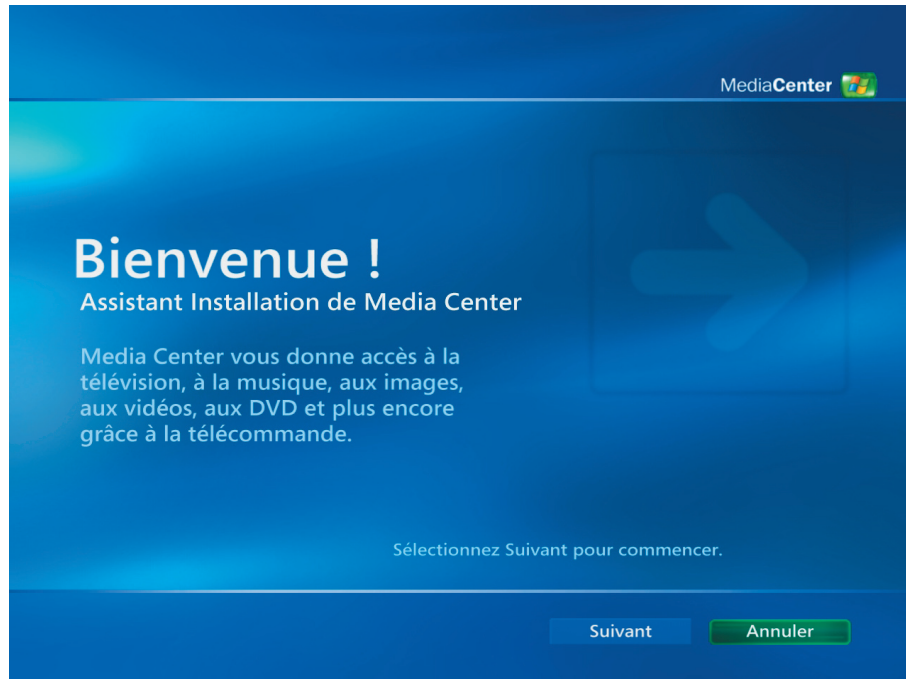 MediaCenter
Bienvenue !
Assistant Installation de Media Center
Media Center vous donne accès à la
télévision, à la musique, aux images,
aux vidéos, aux DVD et plus encore
grâce à la télécommande.
Sélectionnez Suivant pour commencer.
Suivant
Annuler